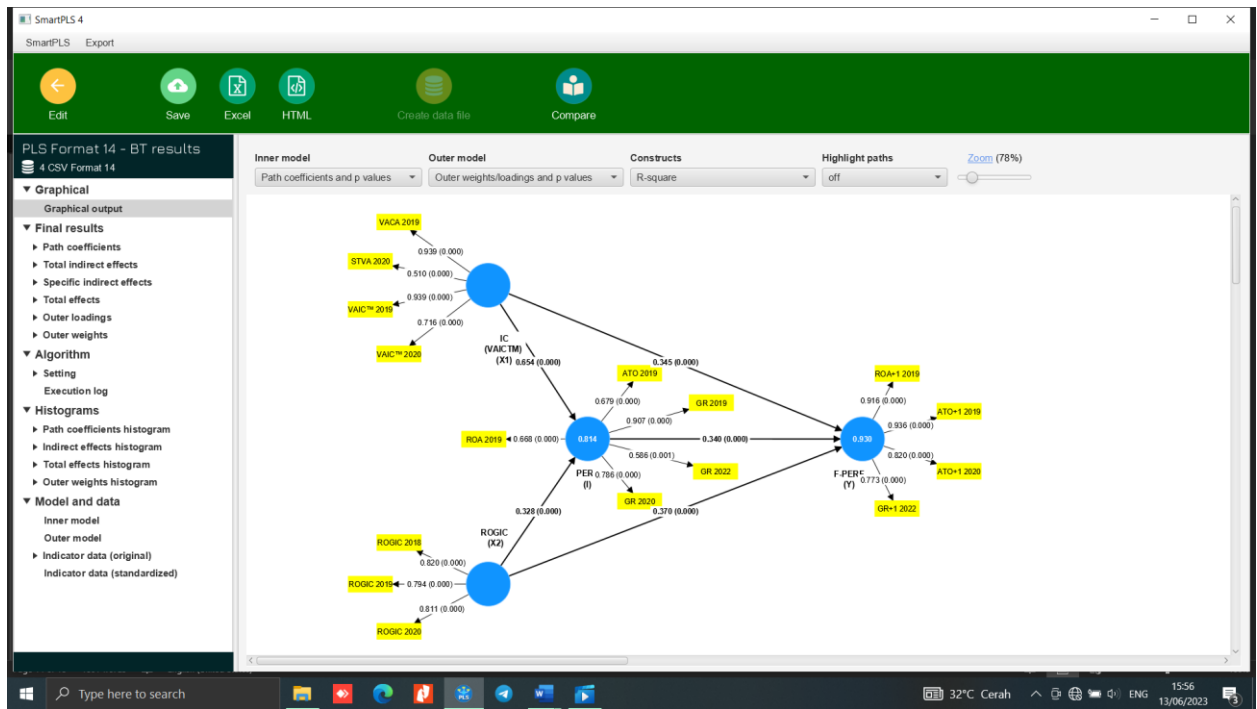 SmartPLS 4
SmartPLS Export
Edit Save Excel HTML Create data file Compare
PLS Format 14 - BT results
4 CSV Format 14
Graphical
Graphical output
Final results
Path coefficients
Total indirect effects
Specific indirect effects
Total effects
Outer loadings
Outer weights
Algorithm
Setting
Execution log
Histograms
Path coefficients histogram
Indirect effects histogram
Total effects histogram
Outer weights histogram
Model and data
Inner model
Outer model
Indicator data (original)
Indicator data (standardized)
Inner model Outer model Constructs Highlight paths Zoom (78%)
Path coefficients and p values Outer weights/loadings and p values R-square off
VACA 2019
0.939 (0.000)
STVA 2020
0.510 (0.000)
0.939 (0.000)
VAIC™ 2019
0.716 (0.000)
VAIC™ 2020
IC
(VAICTM)
(X1)
0.654 (0.000)
0.345 (0.000)
ATO 2019
0.679 (0.000)
GR 2019
0.907 (0.000)
ROA 2019
0.668 (0.000)
0.814
0.340 (0.000)
0.586 (0.001)
GR 2022
PER
(I)
0.786 (0.000)
GR 2020
0.328 (0.000)
0.370 (0.000)
ROA+1 2019
0.916 (0.000)
ATO+1 2019
0.936 (0.000)
0.930
0.820 (0.000)
ATO+1 2020
F-PERF
(Y)
0.773 (0.000)
GR+1 2022
ROGIC
(X2)
ROGIC 2018
0.820 (0.000)
ROGIC 2019
0.794 (0.000)
0.811 (0.000)
ROGIC 2020
Type here to search
PLS
32°C Cerah
ENG
15:56
13/06/2023
3